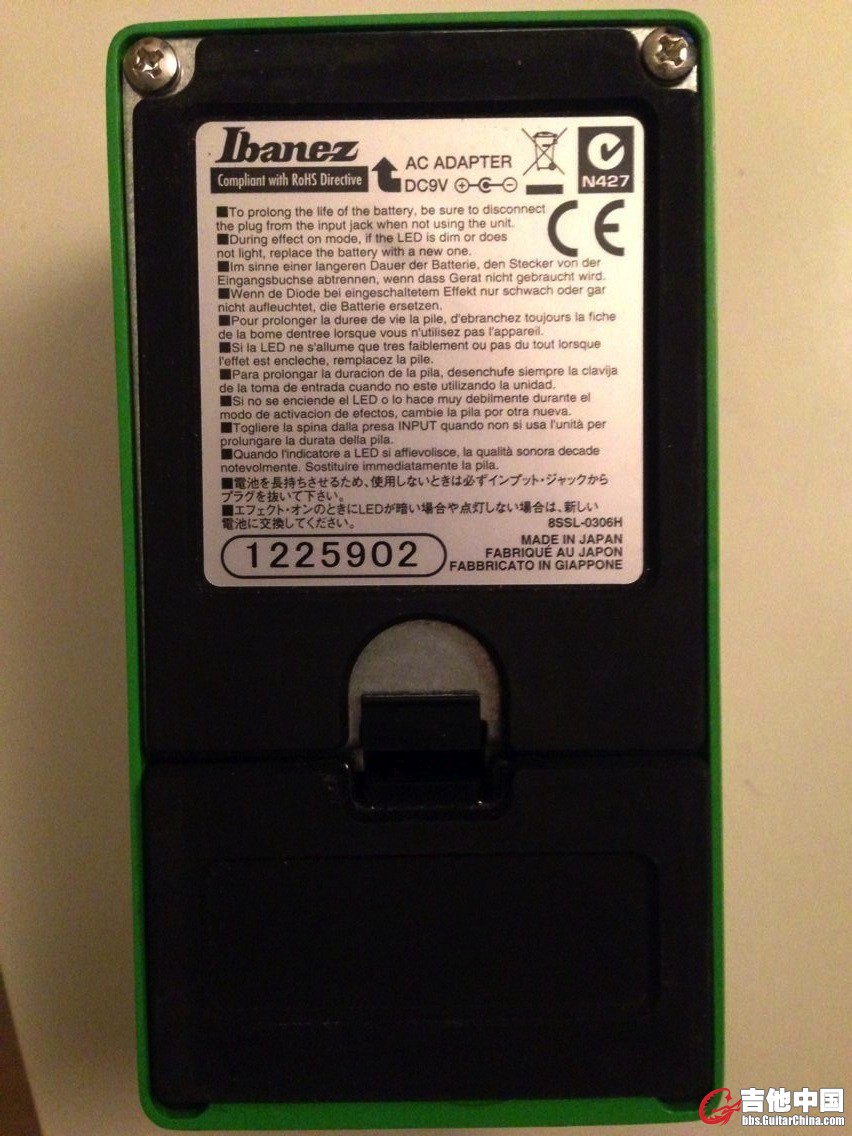 Ibanez
Compliant with RoHS Directive
AC ADAPTER
DC9V
N427
CE
■To prolong the life of the battery, be sure to disconnect
the plug from the input jack when not using the unit.
■During effect on mode, if the LED is dim or does
not light, replace the battery with a new one.
■Im sinne einer langeren Dauer der Batterie, den Stecker von der
Eingangsbuchse abtrennen, wenn dass Gerat nicht gebraucht wird.
■Wenn de Diode bei eingeschaltetem Effekt nur schwach oder gar
nicht aufleuchtet, die Batterie ersetzen.
■Pour prolonger la duree de vie la pile, d'ebranchez toujours la fiche
de la bome dentree lorsque vous n'utilizez pas l'appareil.
■Si la LED ne s'allume que tres faiblement ou pas du tout lorsque
l'effet est encleche, remplacez la pile.
■Para prolongar la duracion de la pila, desenchufe siempre la clavija
de la toma de entrada cuando no este utilizando la unidad.
■Si no se enciende el LED o lo hace muy debilmente durante el
modo de activacion de efectos, cambie la pila por otra nueva.
■Togliere la spina dalla presa INPUT quando non si usa l'unità per
prolungare la durata della pila.
■Quando l'indicatore a LED si affievolisce, la qualità sonora decade
notevolmente. Sostituire immediatamente la pila.
■電池を長持ちさせるため、使用しないときは必ずインプット・ジャックから
プラグを抜いて下さい。
■エフェクト・オンのときにLEDが暗い場合や点灯しない場合は、新しい
電池に交換してください。
8SSL-0306H
1225902
MADE IN JAPAN
FABRIQUÉ AU JAPON
FABBRICATO IN GIAPPONE
吉他中国
bbs.GuitarChina.com